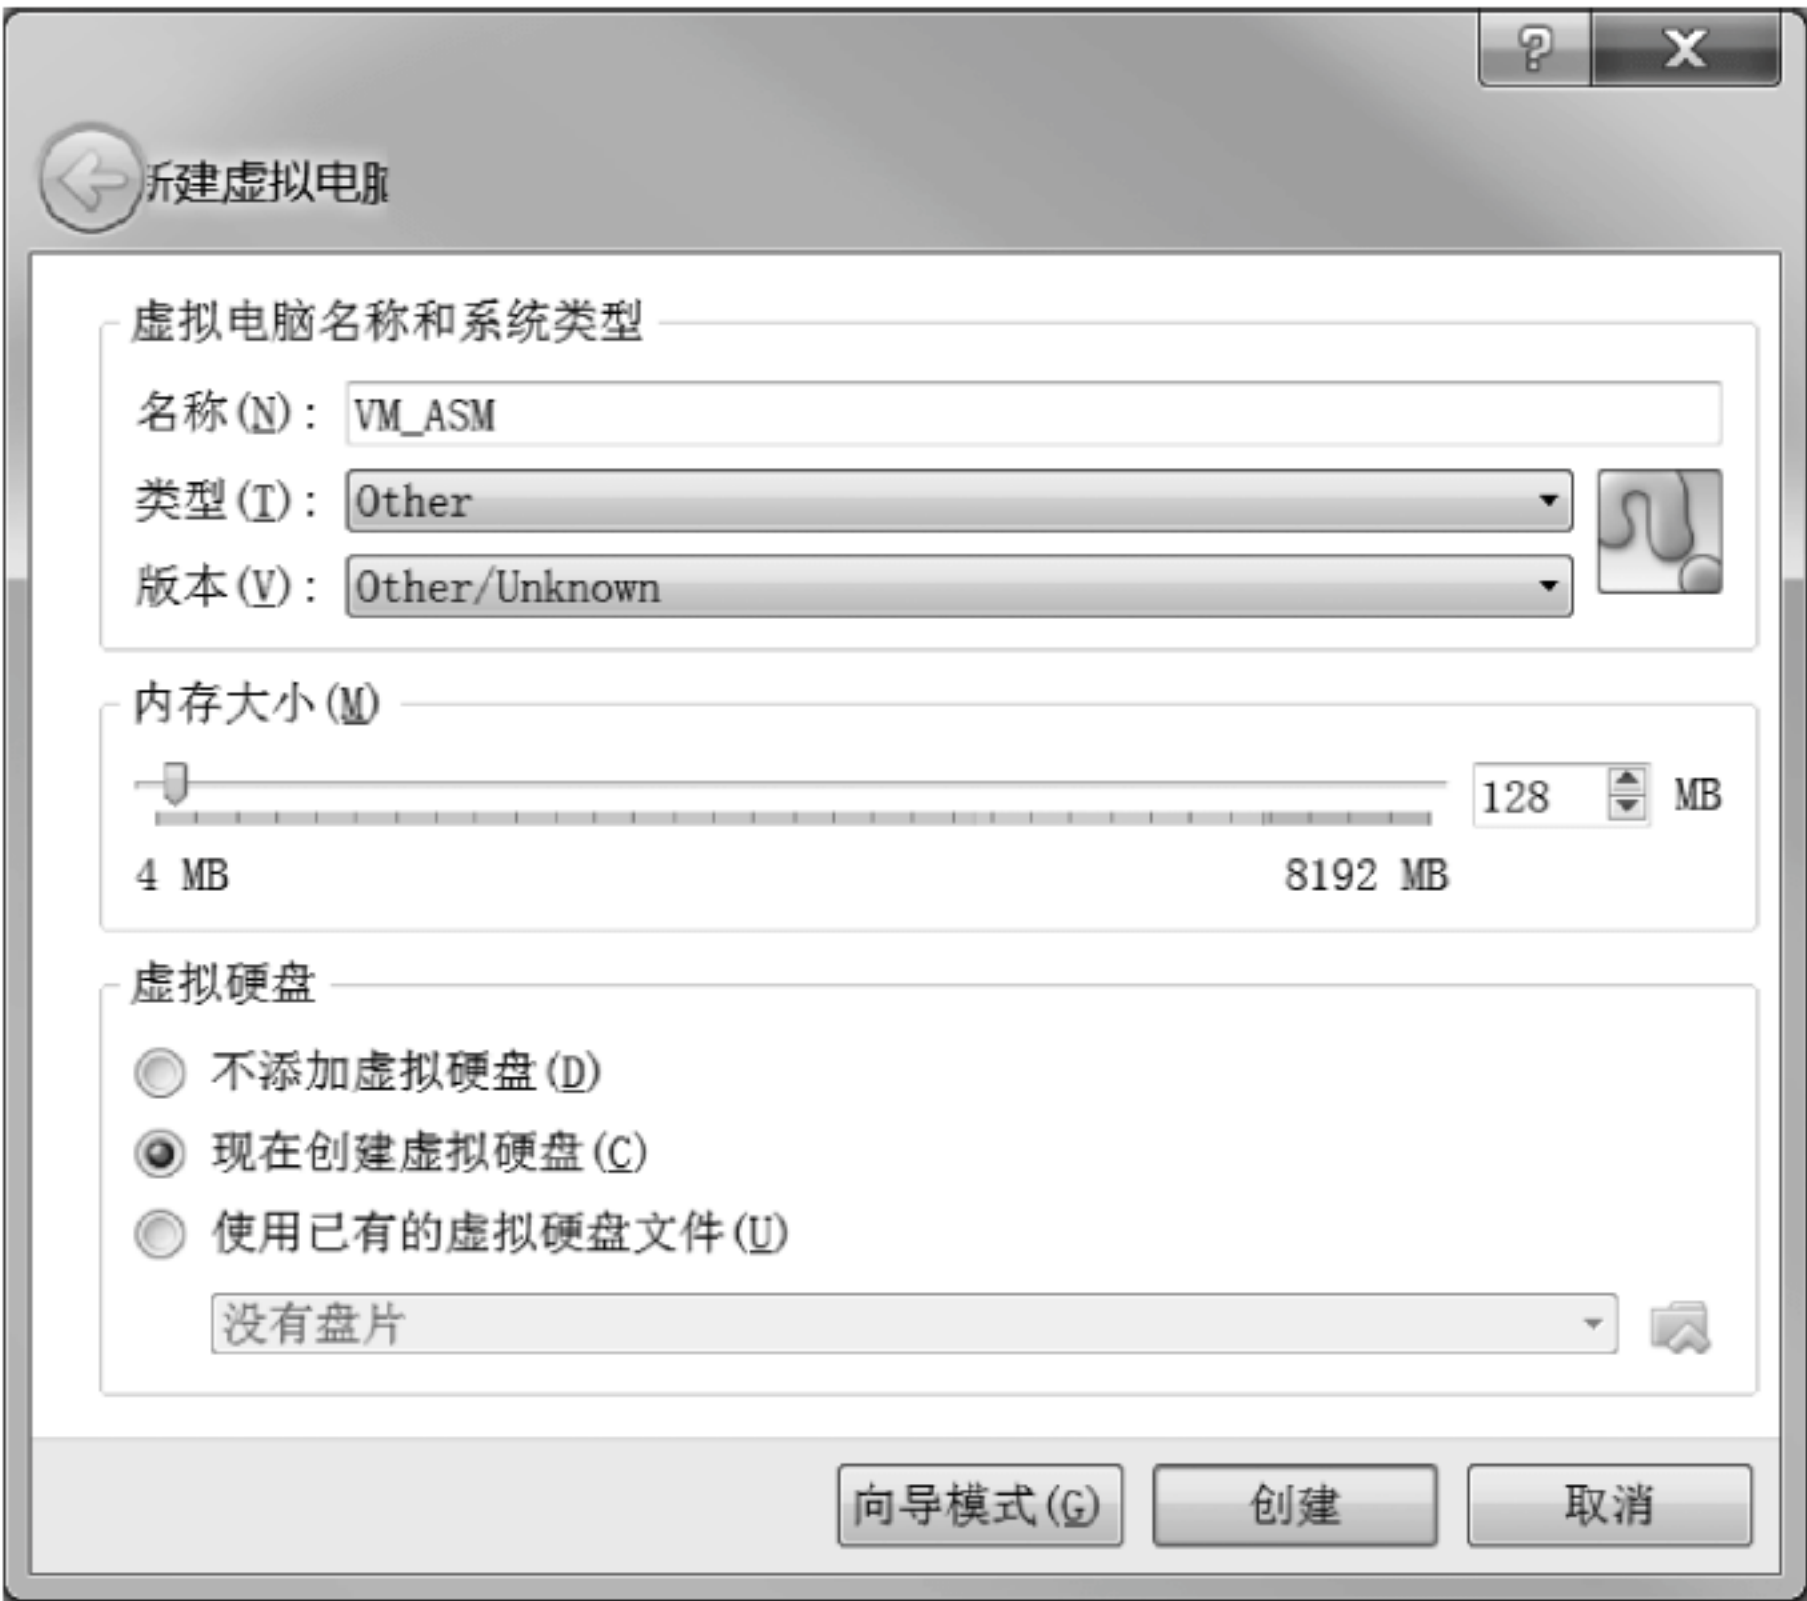 新建虚拟电脑
虚拟电脑名称和系统类型
名称(N): VM_ASM
类型(T): Other
版本(V): Other/Unknown
内存大小(M)
128 MB
4 MB 8192 MB
虚拟硬盘
不添加虚拟硬盘(D)
现在创建虚拟硬盘(C)
使用已有的虚拟硬盘文件(U)
没有盘片
向导模式(G) 创建 取消